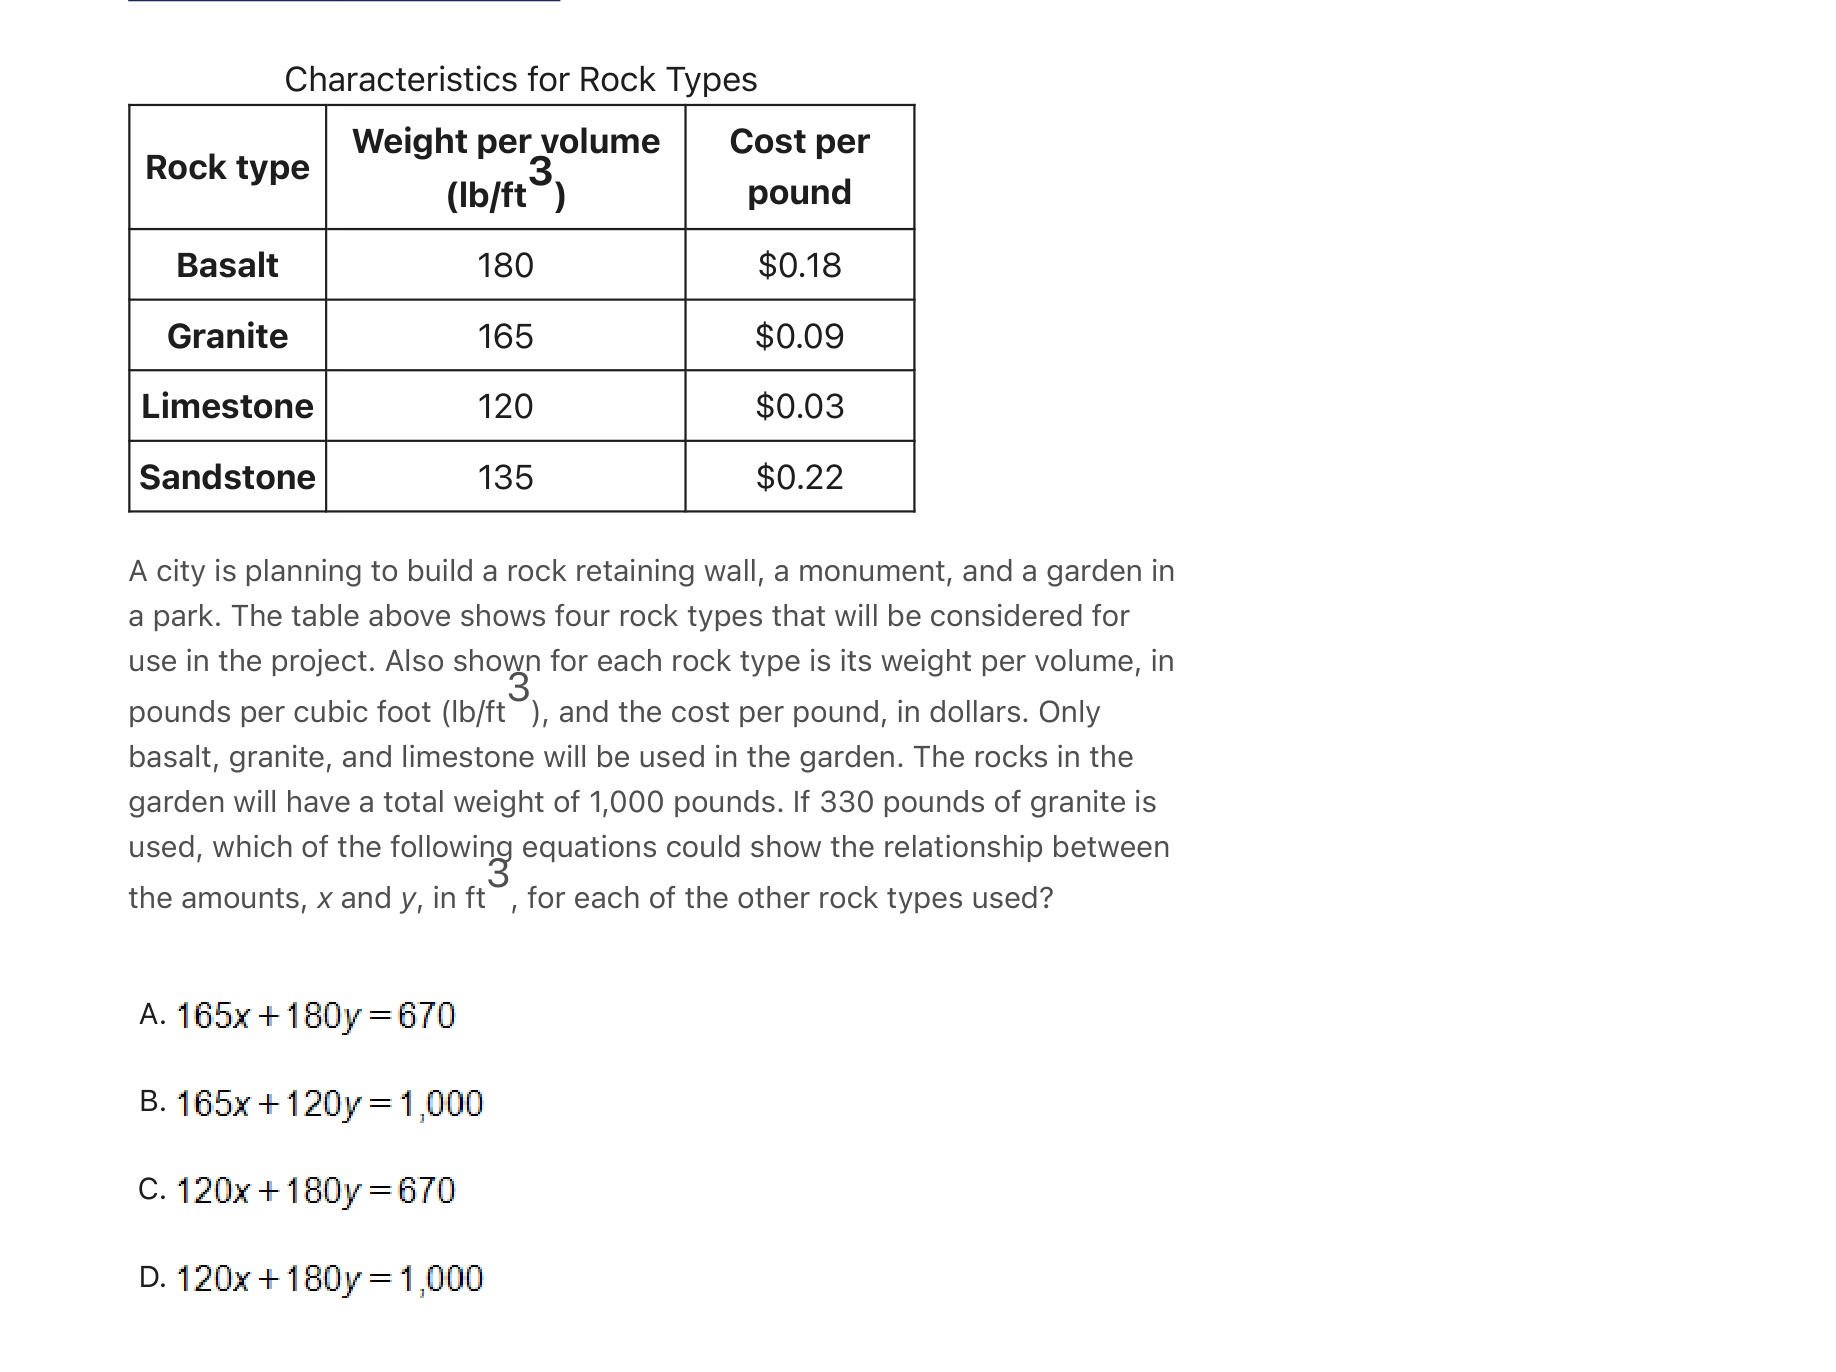 Characteristics for Rock Types
Rock type Weight per volume (lb/ft3) Cost per pound
Basalt 180 $0.18
Granite 165 $0.09
Limestone 120 $0.03
Sandstone 135 $0.22
A city is planning to build a rock retaining wall, a monument, and a garden in
a park. The table above shows four rock types that will be considered for
use in the project. Also shown for each rock type is its weight per volume, in
pounds per cubic foot (lb/ft3), and the cost per pound, in dollars. Only
basalt, granite, and limestone will be used in the garden. The rocks in the
garden will have a total weight of 1,000 pounds. If 330 pounds of granite is
used, which of the following equations could show the relationship between
the amounts, x and y, in ft3, for each of the other rock types used?
A. 165x+180y=670
B. 165x+120y=1,000
C. 120x+180y=670
D. 120x+180y=1,000